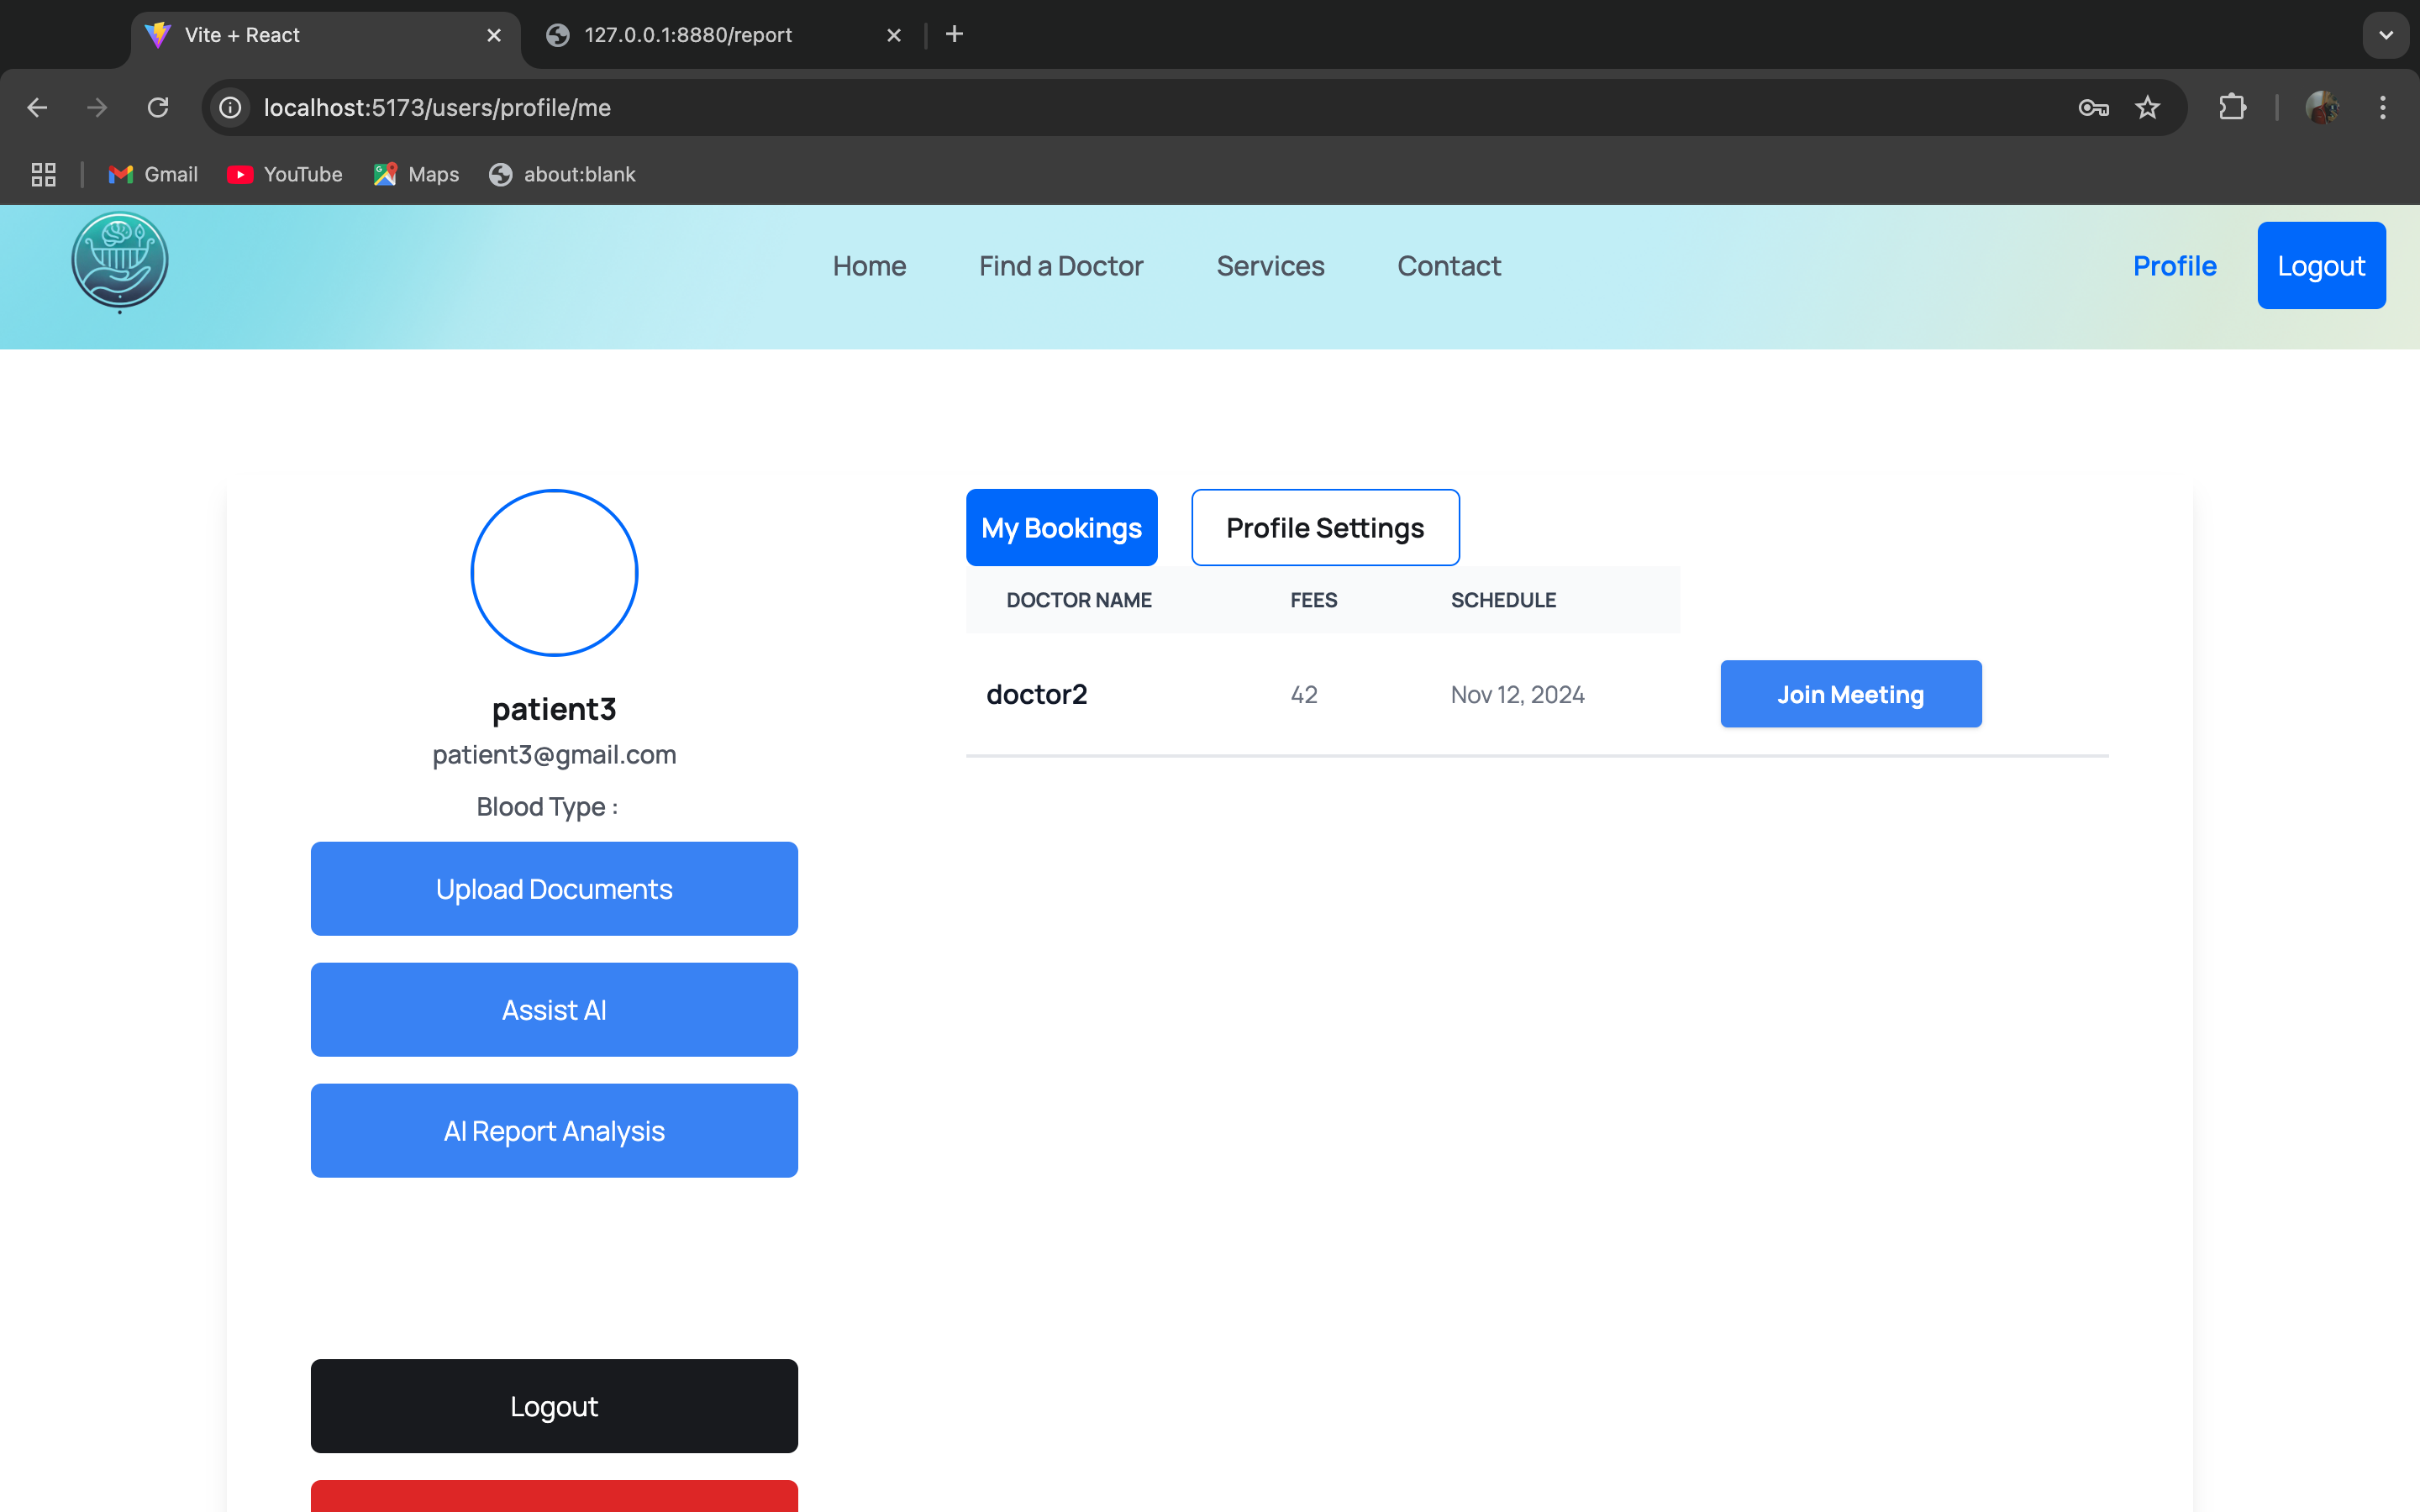 Vite + React
127.0.0.1:8880/report
localhost:5173/users/profile/me
Gmail YouTube Maps about:blank
Home Find a Doctor Services Contact Profile Logout
My Bookings Profile Settings
DOCTOR NAME FEES SCHEDULE
doctor2 42 Nov 12, 2024 Join Meeting
patient3
patient3@gmail.com
Blood Type :
Upload Documents
Assist AI
AI Report Analysis
Logout